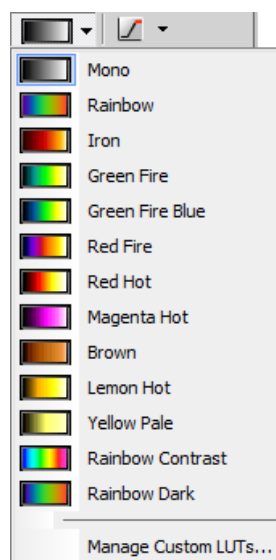 Mono
Rainbow
Iron
Green Fire
Green Fire Blue
Red Fire
Red Hot
Magenta Hot
Brown
Lemon Hot
Yellow Pale
Rainbow Contrast
Rainbow Dark
Manage Custom LUTs...